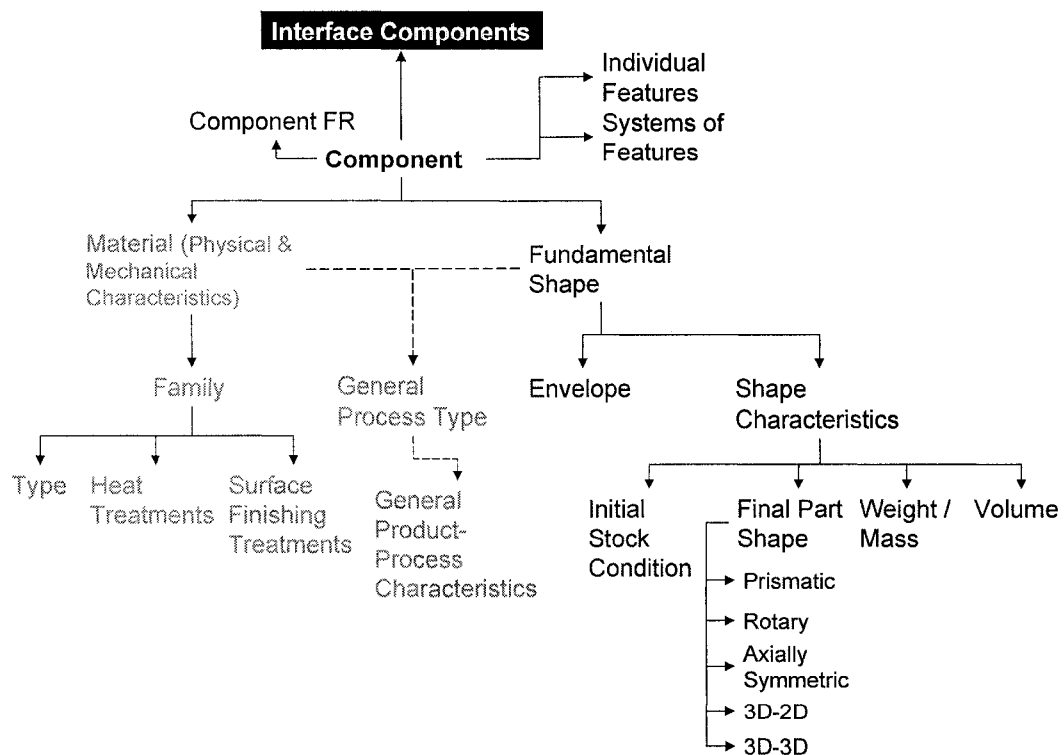 Interface Components
Individual
Features
Systems of
Features
Component FR
Component
Material (Physical &
Mechanical
Characteristics)
Fundamental
Shape
Family
General
Process Type
Envelope
Shape
Characteristics
Type
Heat
Treatments
Surface
Finishing
Treatments
General
Product-
Process
Characteristics
Initial
Stock
Condition
Final Part
Shape
Weight /
Mass
Volume
Prismatic
Rotary
Axially
Symmetric
3D-2D
3D-3D